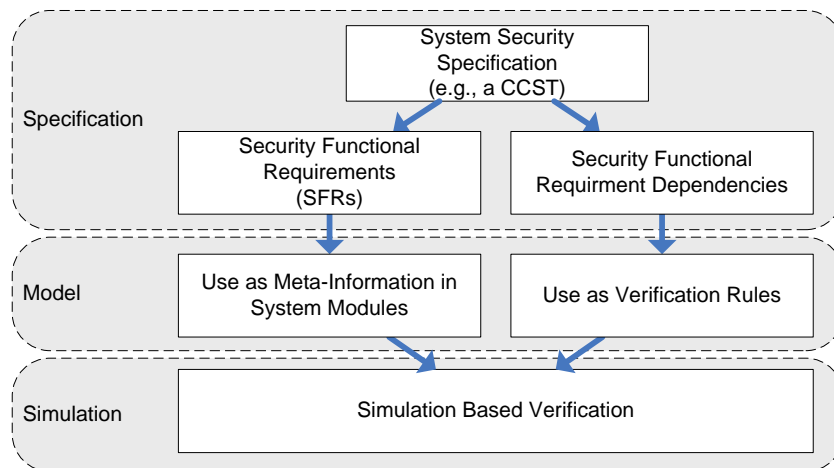 System Security
Specification
(e.g., a CCST)
Specification
Security Functional
Requirements
(SFRs)
Security Functional
Requirment Dependencies
Model
Use as Meta-Information in
System Modules
Use as Verification Rules
Simulation
Simulation Based Verification